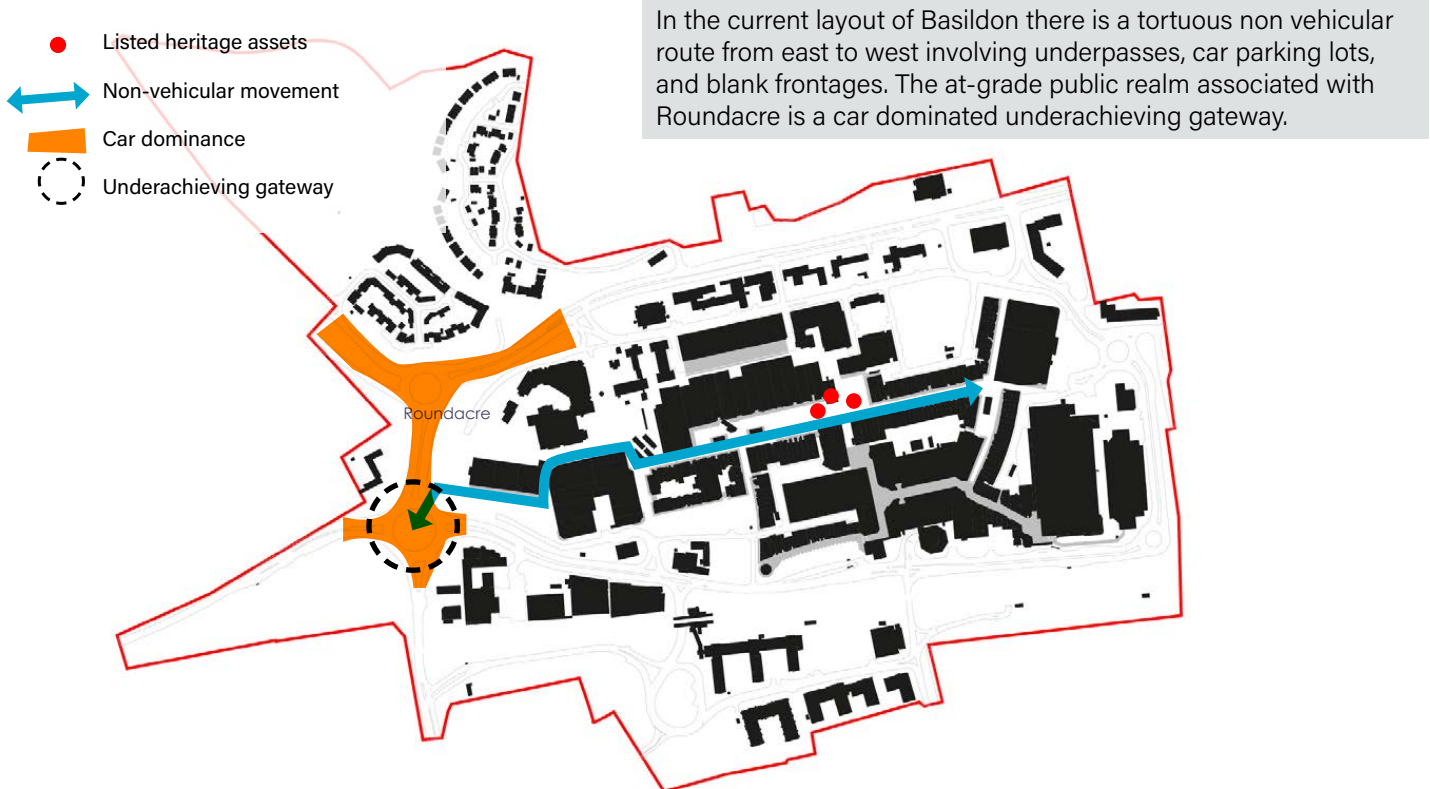 Listed heritage assets
Non-vehicular movement
Car dominance
Underachieving gateway
In the current layout of Basildon there is a tortuous non vehicular
route from east to west involving underpasses, car parking lots,
and blank frontages. The at-grade public realm associated with
Roundacre is a car dominated underachieving gateway.
Roundacre